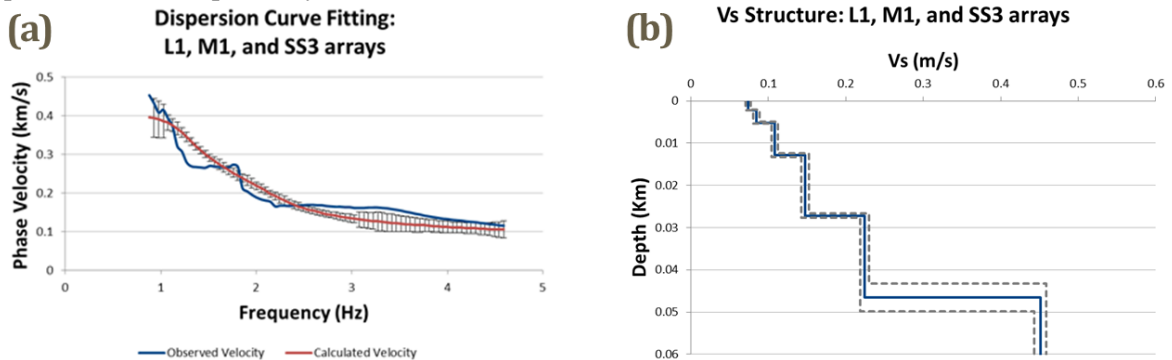 (a)
Dispersion Curve Fitting:
L1, M1, and SS3 arrays
Phase Velocity (km/s)
0.5
0.4
0.3
0.2
0.1
0
0 1 2 3 4 5
Frequency (Hz)
Observed Velocity Calculated Velocity
(b)
Vs Structure: L1, M1, and SS3 arrays
Vs (m/s)
0 0.1 0.2 0.3 0.4 0.5 0.6
Depth (Km)
0
0.01
0.02
0.03
0.04
0.05
0.06